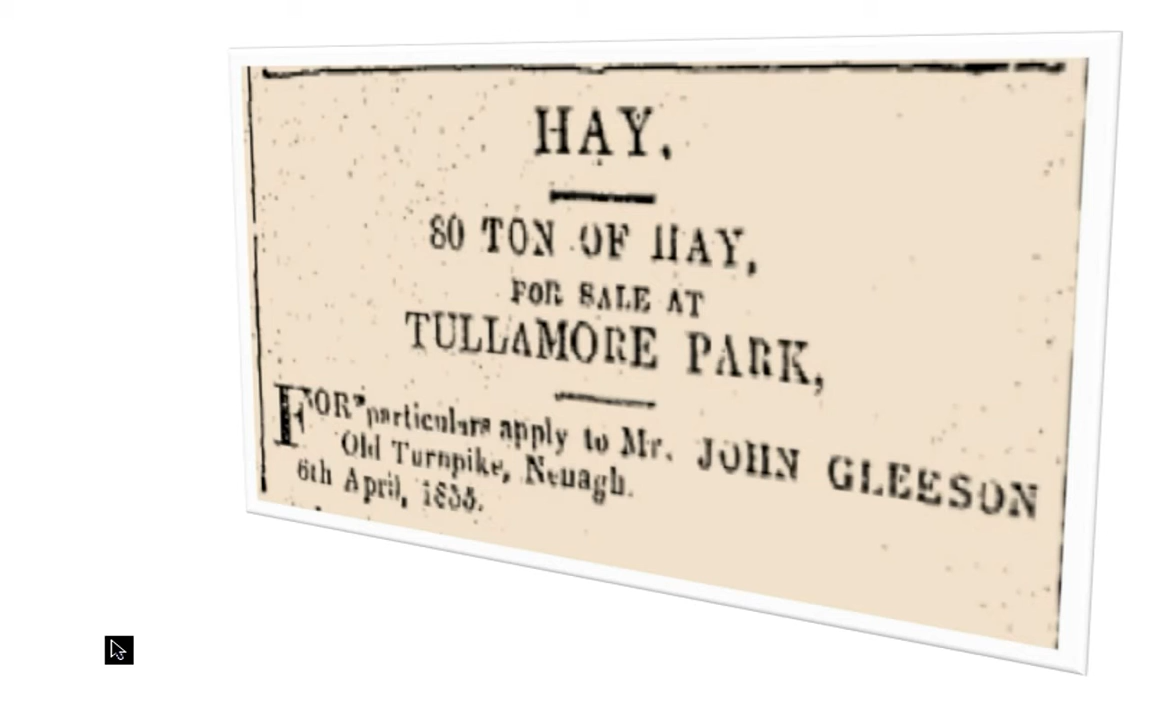 HAY.
80 TON OF HAY,
FOR SALE AT
TULLAMORE PARK,
FOR particulars apply to Mr. JOHN GLEESON
Old Turnpike, Nenagh.
6th April, 1835.